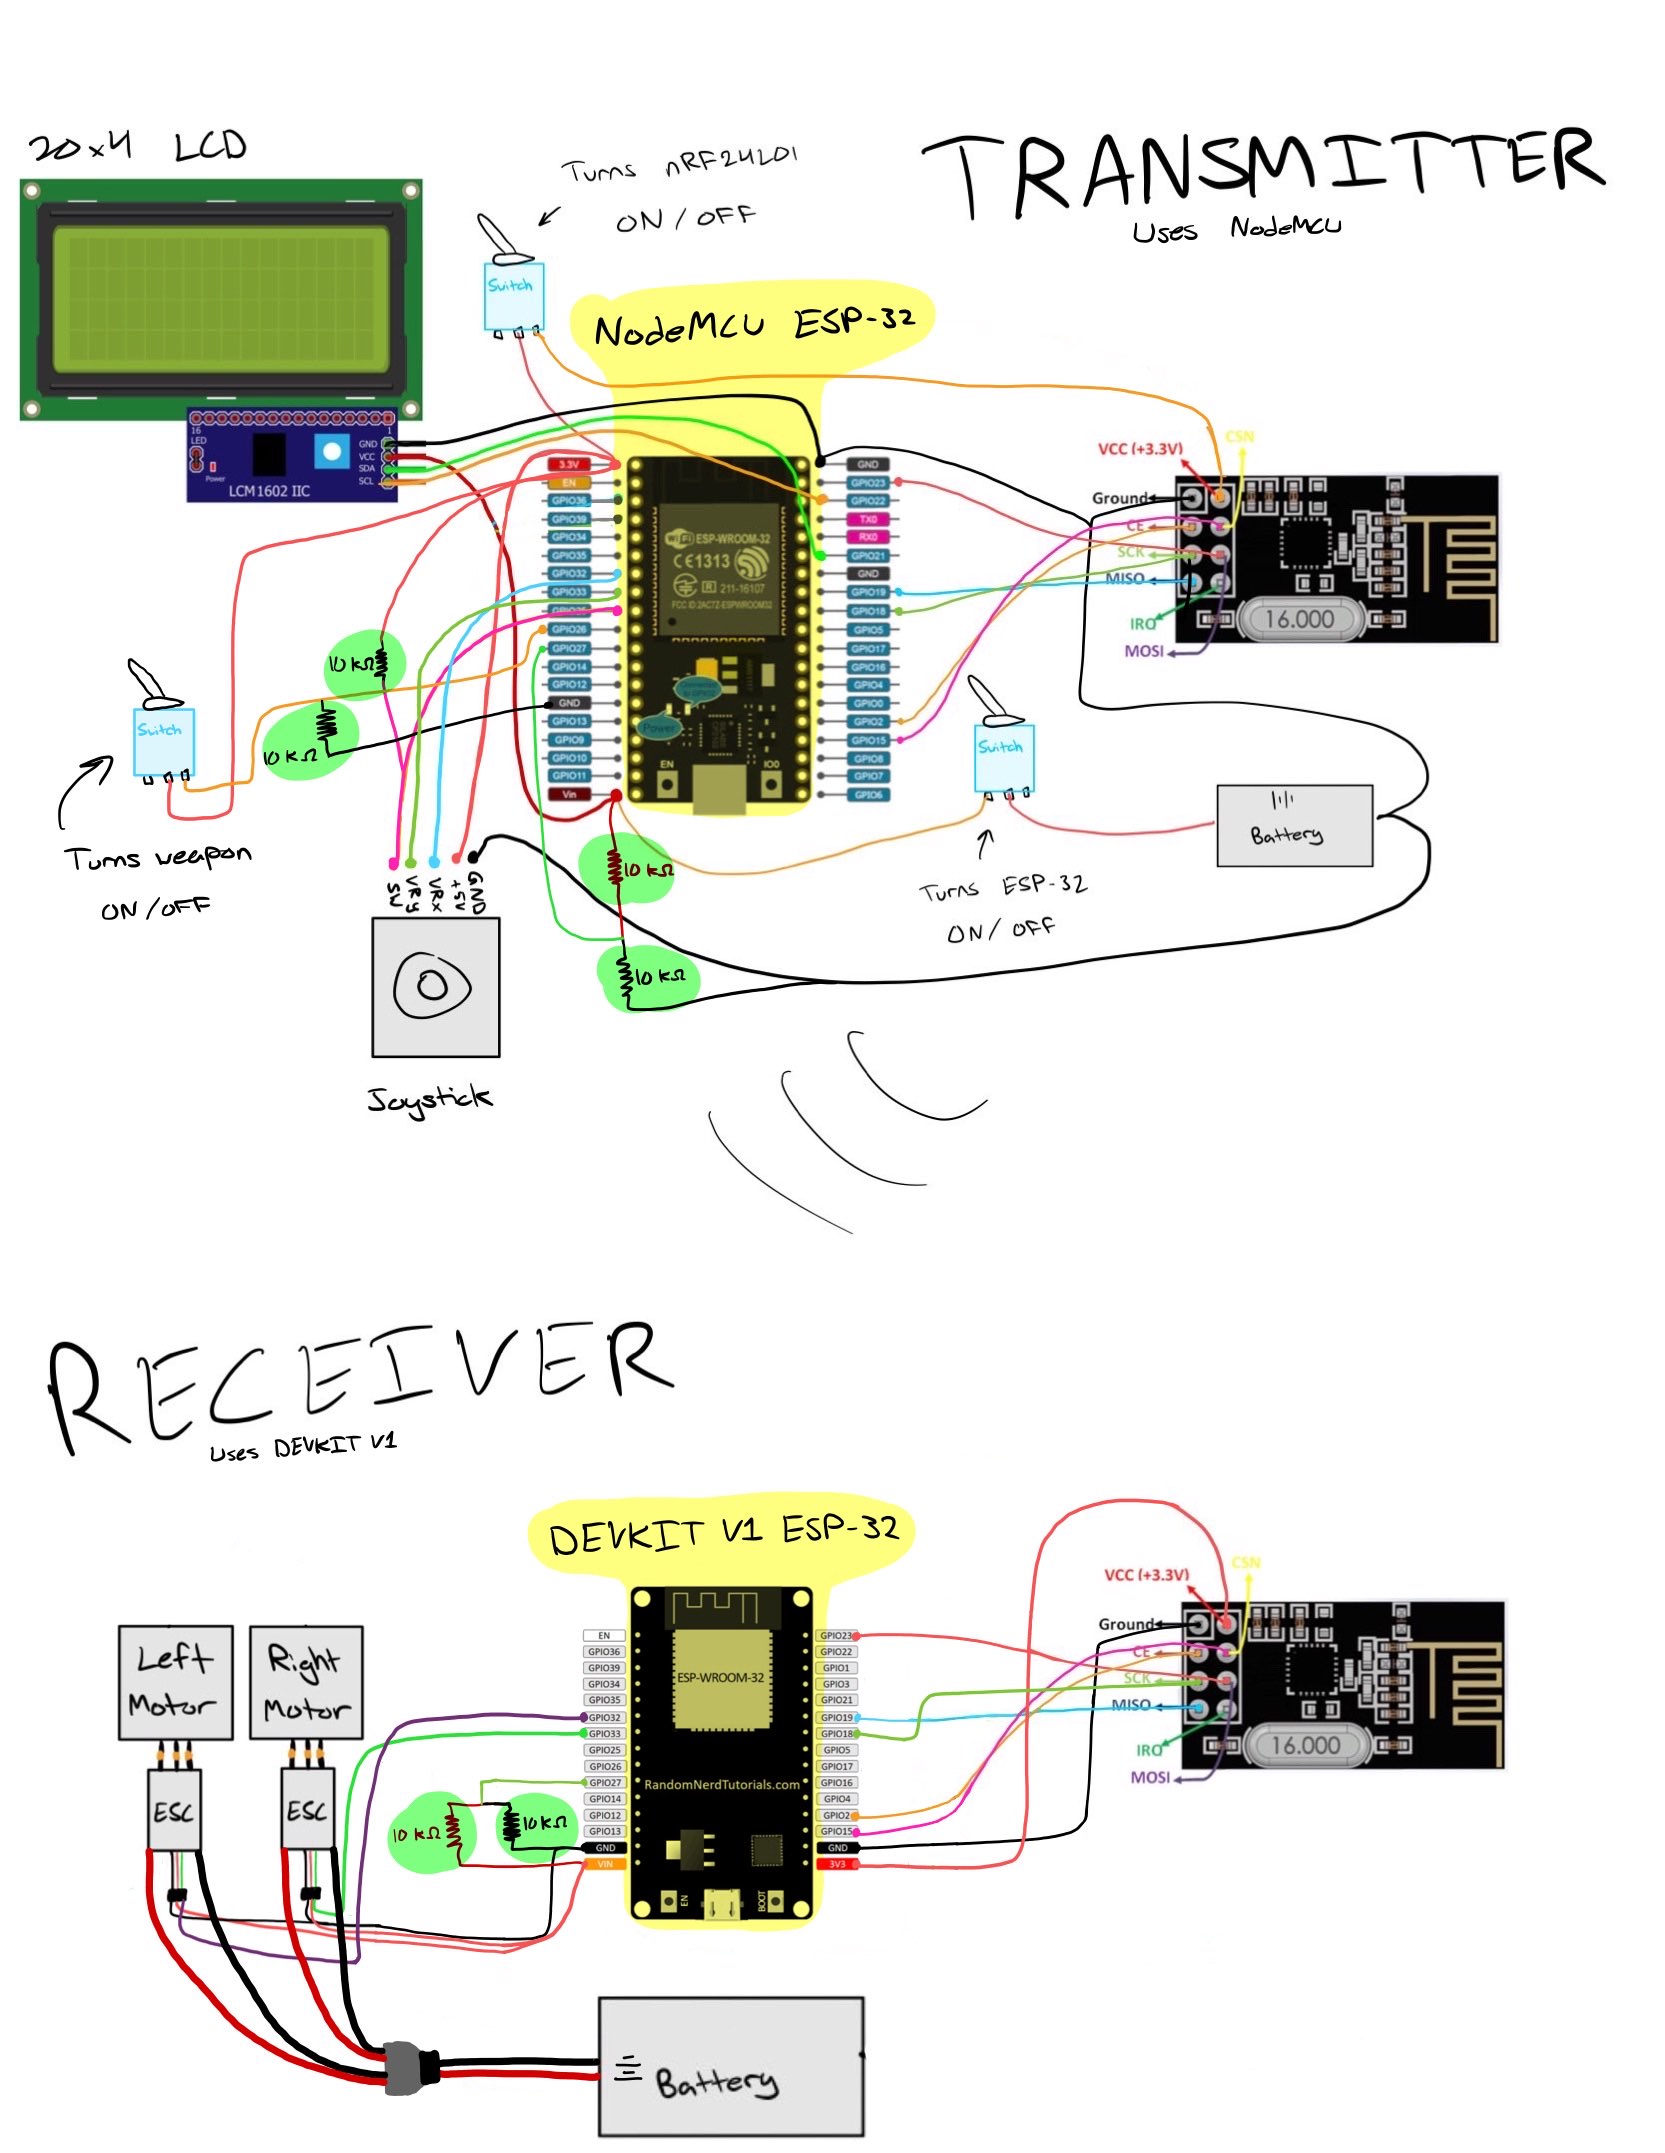 20x4 LCD
Turns nRF24L01
ON / OFF
TRANSMITTER
Uses NodeMCU
Switch
NodeMCU ESP-32
16
LED
Power
1
GND
VCC
SDA
SCL
LCM1602 IIC
3.3V
EN
GPIO36
GPIO39
GPIO34
GPIO35
GPIO32
GPIO33
GPIO25
GPIO26
GPIO27
GPIO14
GPIO12
GND
GPIO13
GPIO9
GPIO10
GPIO11
Vin
WiFi ESP-WROOM-32
CE1313
R 211-16107
FCC ID:2AC7Z-ESPWROOM32
Power
EN
IO0
GND
GPIO23
GPIO22
TX0
RX0
GPIO21
GND
GPIO19
GPIO18
GPIO5
GPIO17
GPIO16
GPIO4
GPIO0
GPIO2
GPIO15
GPIO8
GPIO7
GPIO6
CSN
VCC (+3.3V)
Ground
CE
SCK
MISO
IRQ
MOSI
16.000
10 kΩ
10 kΩ
Switch
Turns weapon
ON / OFF
Switch
Turns ESP-32
ON / OFF
Battery
10 kΩ
10 kΩ
SW
VRy
VRx
+5V
GND
Joystick
RECEIVER
Uses DEVKIT V1
DEVKIT V1 ESP-32
Left
Motor
Right
Motor
ESC
ESC
EN
GPIO36
GPIO39
GPIO34
GPIO35
GPIO32
GPIO33
GPIO25
GPIO26
GPIO27
GPIO14
GPIO12
GPIO13
GND
VIN
ESP-WROOM-32
RandomNerdTutorials.com
EN
BOOT
GPIO23
GPIO22
GPIO1
GPIO3
GPIO21
GPIO19
GPIO18
GPIO5
GPIO17
GPIO16
GPIO4
GPIO2
GPIO15
GND
3V3
10 kΩ
10 kΩ
CSN
VCC (+3.3V)
Ground
CE
SCK
MISO
IRQ
MOSI
16.000
Battery